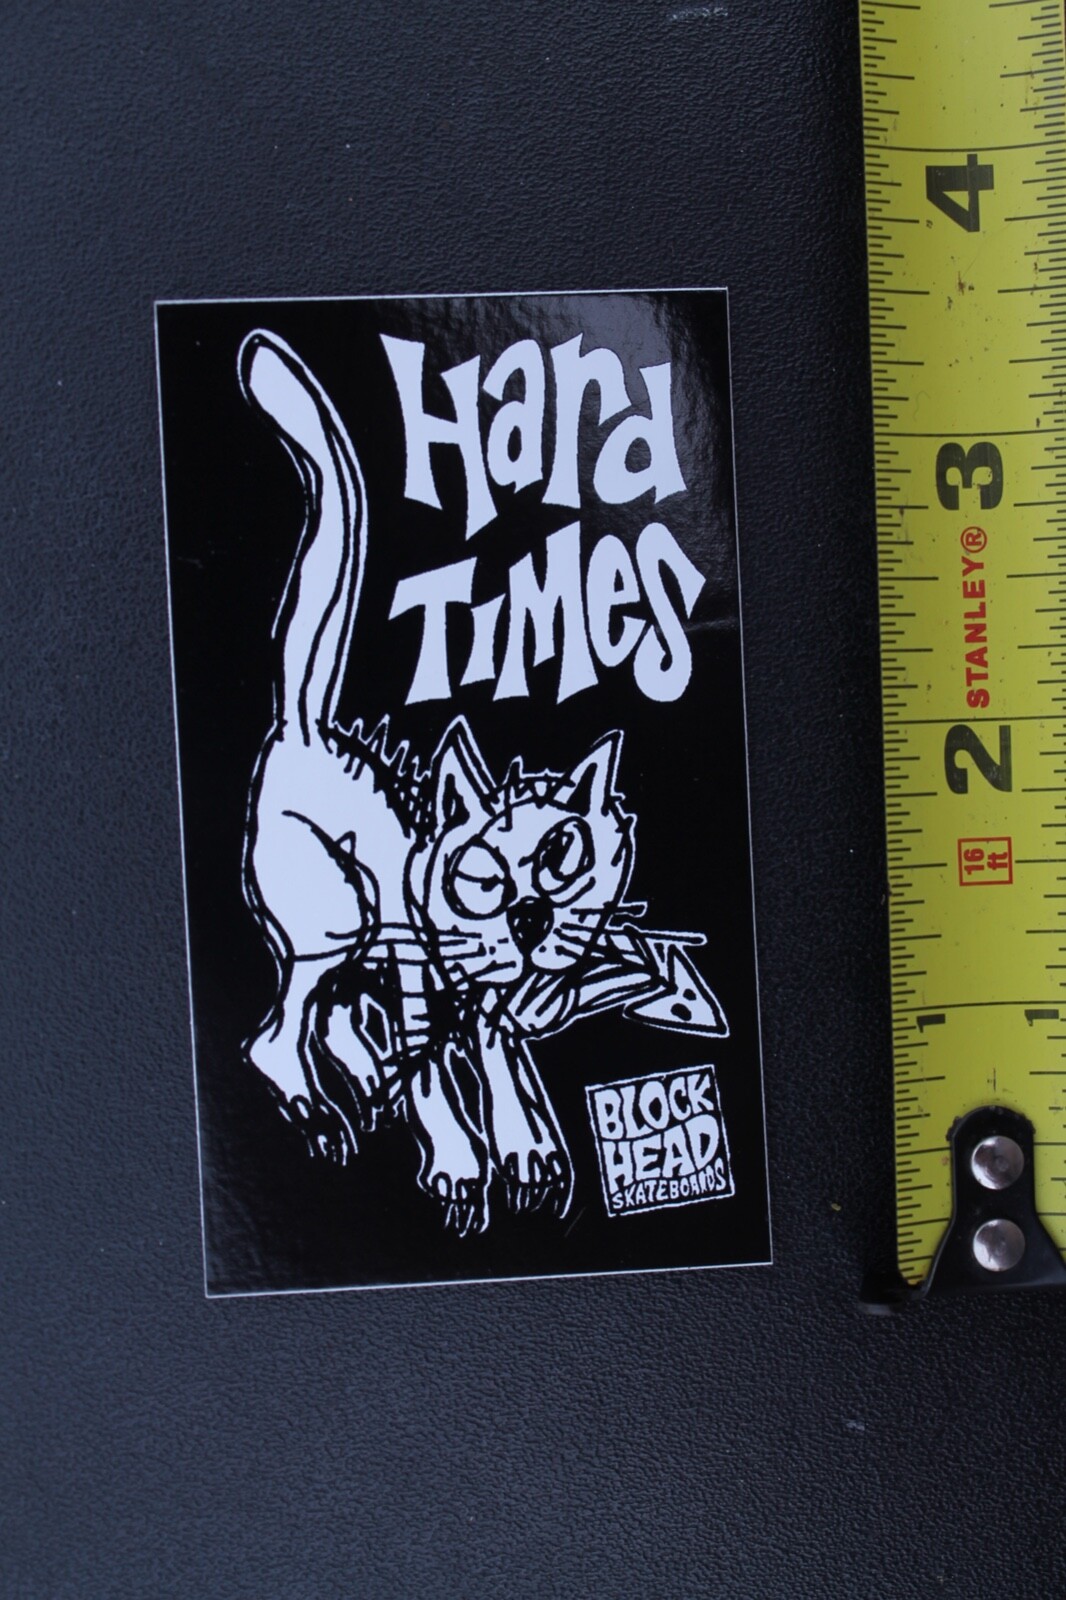 Hard
TiMes
BLOCK
HEAD
SKATEBOARDS
4
3
STANLEY®
2
16
ft
1 1